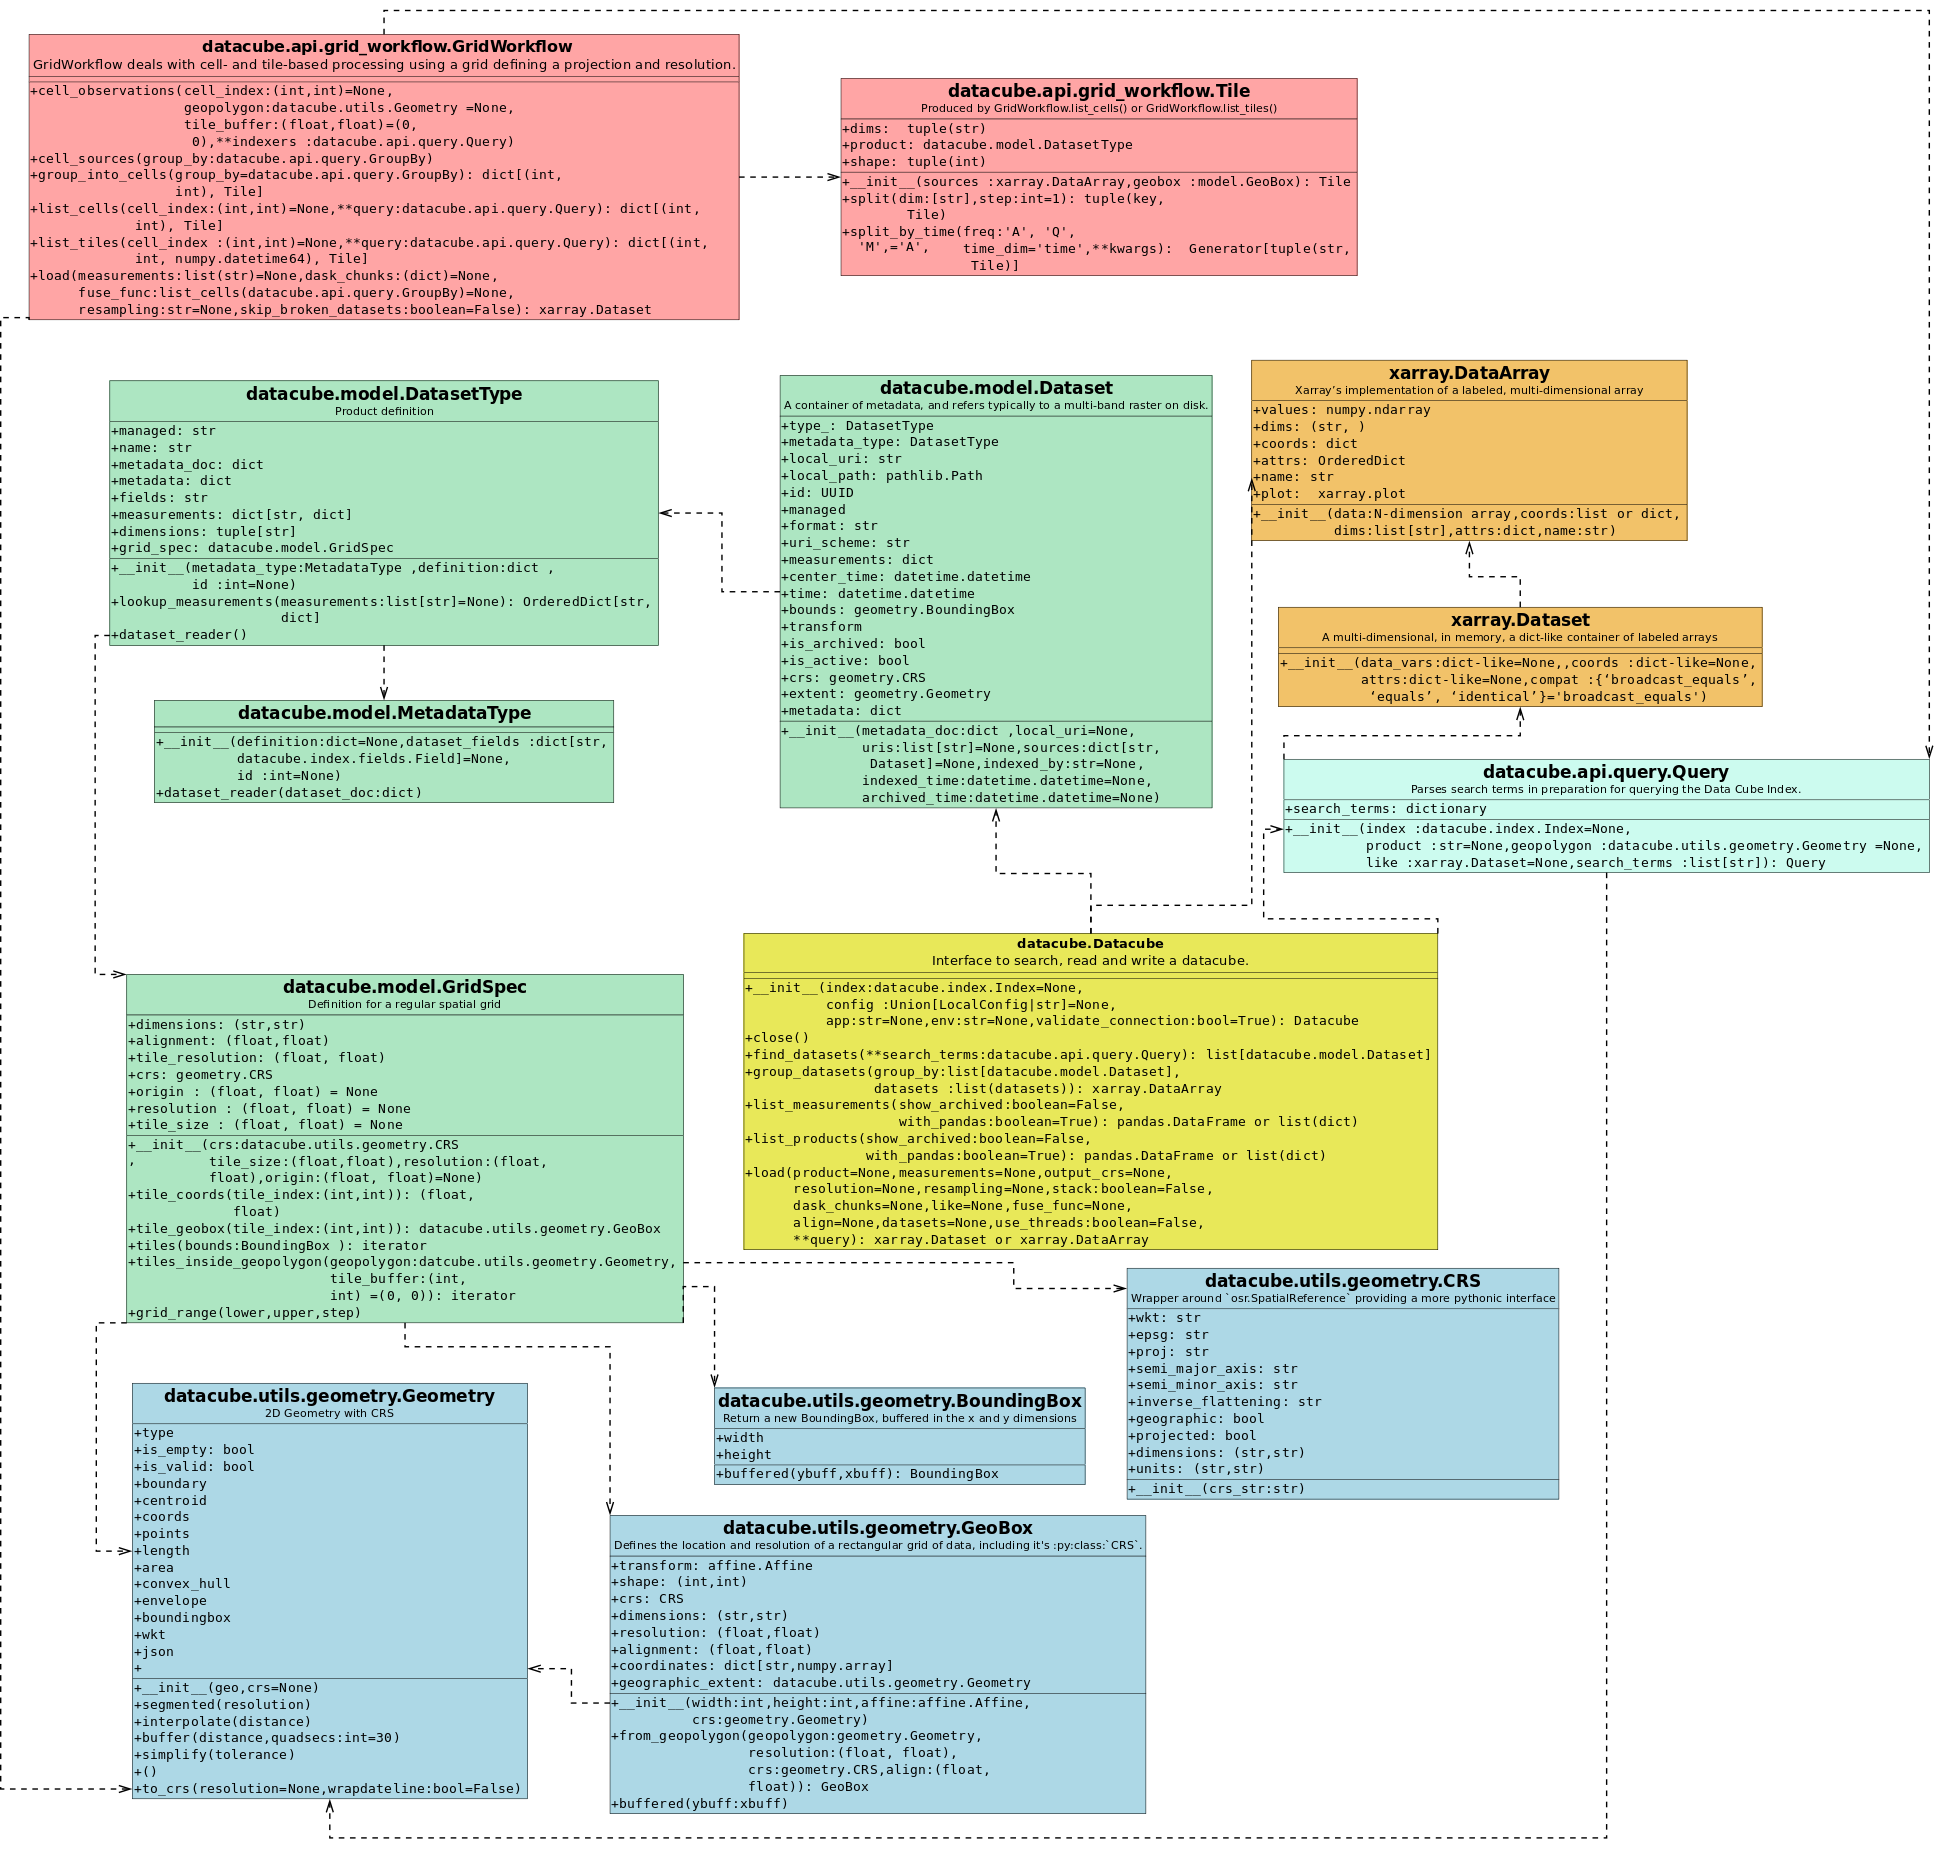 datacube.api.grid_workflow.GridWorkflow
GridWorkflow deals with cell- and tile-based processing using a grid defining a projection and resolution.
+cell_observations(cell_index:(int,int)=None,
geopolygon:datacube.utils.Geometry =None,
tile_buffer:(float,float)=(0,
0),**indexers :datacube.api.query.Query)
+cell_sources(group_by:datacube.api.query.GroupBy)
+group_into_cells(group_by=datacube.api.query.GroupBy): dict[(int,
int), Tile]
+list_cells(cell_index:(int,int)=None,**query:datacube.api.query.Query): dict[(int,
int), Tile]
+list_tiles(cell_index :(int,int)=None,**query:datacube.api.query.Query): dict[(int,
int, numpy.datetime64), Tile]
+load(measurements:list(str)=None,dask_chunks:(dict)=None,
fuse_func:list_cells(datacube.api.query.GroupBy)=None,
resampling:str=None,skip_broken_datasets:boolean=False): xarray.Dataset
datacube.api.grid_workflow.Tile
Produced by GridWorkflow.list_cells() or GridWorkflow.list_tiles()
+dims:  tuple(str)
+product: datacube.model.DatasetType
+shape: tuple(int)
+__init__(sources :xarray.DataArray,geobox :model.GeoBox): Tile
+split(dim:[str],step:int=1): tuple(key,
Tile)
+split_by_time(freq:'A', 'Q',
'M',='A',    time_dim='time',**kwargs):  Generator[tuple(str,
Tile)]
datacube.model.DatasetType
Product definition
+managed: str
+name: str
+metadata_doc: dict
+metadata: dict
+fields: str
+measurements: dict[str, dict]
+dimensions: tuple[str]
+grid_spec: datacube.model.GridSpec
+__init__(metadata_type:MetadataType ,definition:dict ,
id :int=None)
+lookup_measurements(measurements:list[str]=None): OrderedDict[str,
dict]
+dataset_reader()
datacube.model.Dataset
A container of metadata, and refers typically to a multi-band raster on disk.
+type_: DatasetType
+metadata_type: DatasetType
+local_uri: str
+local_path: pathlib.Path
+id: UUID
+managed
+format: str
+uri_scheme: str
+measurements: dict
+center_time: datetime.datetime
+time: datetime.datetime
+bounds: geometry.BoundingBox
+transform
+is_archived: bool
+is_active: bool
+crs: geometry.CRS
+extent: geometry.Geometry
+metadata: dict
+__init__(metadata_doc:dict ,local_uri=None,
uris:list[str]=None,sources:dict[str,
Dataset]=None,indexed_by:str=None,
indexed_time:datetime.datetime=None,
archived_time:datetime.datetime=None)
xarray.DataArray
Xarray’s implementation of a labeled, multi-dimensional array
+values: numpy.ndarray
+dims: (str, )
+coords: dict
+attrs: OrderedDict
+name: str
+plot:  xarray.plot
+__init__(data:N-dimension array,coords:list or dict,
dims:list[str],attrs:dict,name:str)
xarray.Dataset
A multi-dimensional, in memory, a dict-like container of labeled arrays
+__init__(data_vars:dict-like=None,,coords :dict-like=None,
attrs:dict-like=None,compat :{‘broadcast_equals’,
‘equals’, ‘identical’}='broadcast_equals')
datacube.model.MetadataType
+__init__(definition:dict=None,dataset_fields :dict[str,
datacube.index.fields.Field]=None,
id :int=None)
+dataset_reader(dataset_doc:dict)
datacube.api.query.Query
Parses search terms in preparation for querying the Data Cube Index.
+search_terms: dictionary
+__init__(index :datacube.index.Index=None,
product :str=None,geopolygon :datacube.utils.geometry.Geometry =None,
like :xarray.Dataset=None,search_terms :list[str]): Query
datacube.Datacube
Interface to search, read and write a datacube.
+__init__(index:datacube.index.Index=None,
config :Union[LocalConfig|str]=None,
app:str=None,env:str=None,validate_connection:bool=True): Datacube
+close()
+find_datasets(**search_terms:datacube.api.query.Query): list[datacube.model.Dataset]
+group_datasets(group_by:list[datacube.model.Dataset],
datasets :list(datasets)): xarray.DataArray
+list_measurements(show_archived:boolean=False,
with_pandas:boolean=True): pandas.DataFrame or list(dict)
+list_products(show_archived:boolean=False,
with_pandas:boolean=True): pandas.DataFrame or list(dict)
+load(product=None,measurements=None,output_crs=None,
resolution=None,resampling=None,stack:boolean=False,
dask_chunks=None,like=None,fuse_func=None,
align=None,datasets=None,use_threads:boolean=False,
**query): xarray.Dataset or xarray.DataArray
datacube.model.GridSpec
Definition for a regular spatial grid
+dimensions: (str,str)
+alignment: (float,float)
+tile_resolution: (float, float)
+crs: geometry.CRS
+origin : (float, float) = None
+resolution : (float, float) = None
+tile_size : (float, float) = None
+__init__(crs:datacube.utils.geometry.CRS
,         tile_size:(float,float),resolution:(float,
float),origin:(float, float)=None)
+tile_coords(tile_index:(int,int)): (float,
float)
+tile_geobox(tile_index:(int,int)): datacube.utils.geometry.GeoBox
+tiles(bounds:BoundingBox ): iterator
+tiles_inside_geopolygon(geopolygon:datcube.utils.geometry.Geometry,
tile_buffer:(int,
int) =(0, 0)): iterator
+grid_range(lower,upper,step)
datacube.utils.geometry.CRS
Wrapper around `osr.SpatialReference` providing a more pythonic interface
+wkt: str
+epsg: str
+proj: str
+semi_major_axis: str
+semi_minor_axis: str
+inverse_flattening: str
+geographic: bool
+projected: bool
+dimensions: (str,str)
+units: (str,str)
+__init__(crs_str:str)
datacube.utils.geometry.Geometry
2D Geometry with CRS
+type
+is_empty: bool
+is_valid: bool
+boundary
+centroid
+coords
+points
+length
+area
+convex_hull
+envelope
+boundingbox
+wkt
+json
+
+__init__(geo,crs=None)
+segmented(resolution)
+interpolate(distance)
+buffer(distance,quadsecs:int=30)
+simplify(tolerance)
+()
+to_crs(resolution=None,wrapdateline:bool=False)
datacube.utils.geometry.BoundingBox
Return a new BoundingBox, buffered in the x and y dimensions
+width
+height
+buffered(ybuff,xbuff): BoundingBox
datacube.utils.geometry.GeoBox
Defines the location and resolution of a rectangular grid of data, including it's :py:class:`CRS`.
+transform: affine.Affine
+shape: (int,int)
+crs: CRS
+dimensions: (str,str)
+resolution: (float,float)
+alignment: (float,float)
+coordinates: dict[str,numpy.array]
+geographic_extent: datacube.utils.geometry.Geometry
+__init__(width:int,height:int,affine:affine.Affine,
crs:geometry.Geometry)
+from_geopolygon(geopolygon:geometry.Geometry,
resolution:(float, float),
crs:geometry.CRS,align:(float,
float)): GeoBox
+buffered(ybuff:xbuff)